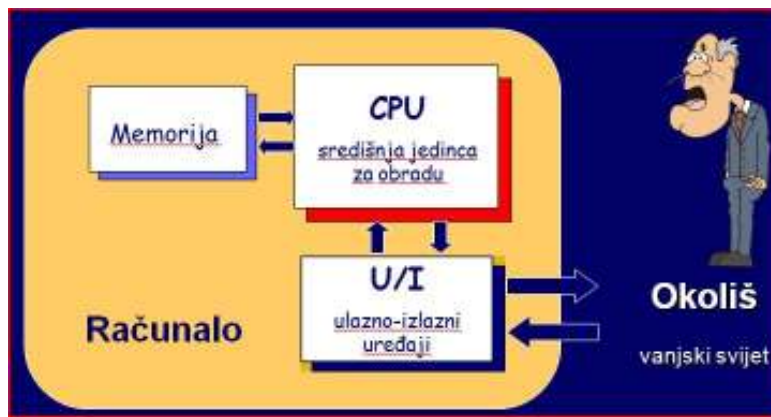 Memorija
CPU
središnja jedinca
za obradu
U/I
ulazno-izlazni
uređaji
Računalo
Okoliš
vanjski svijet